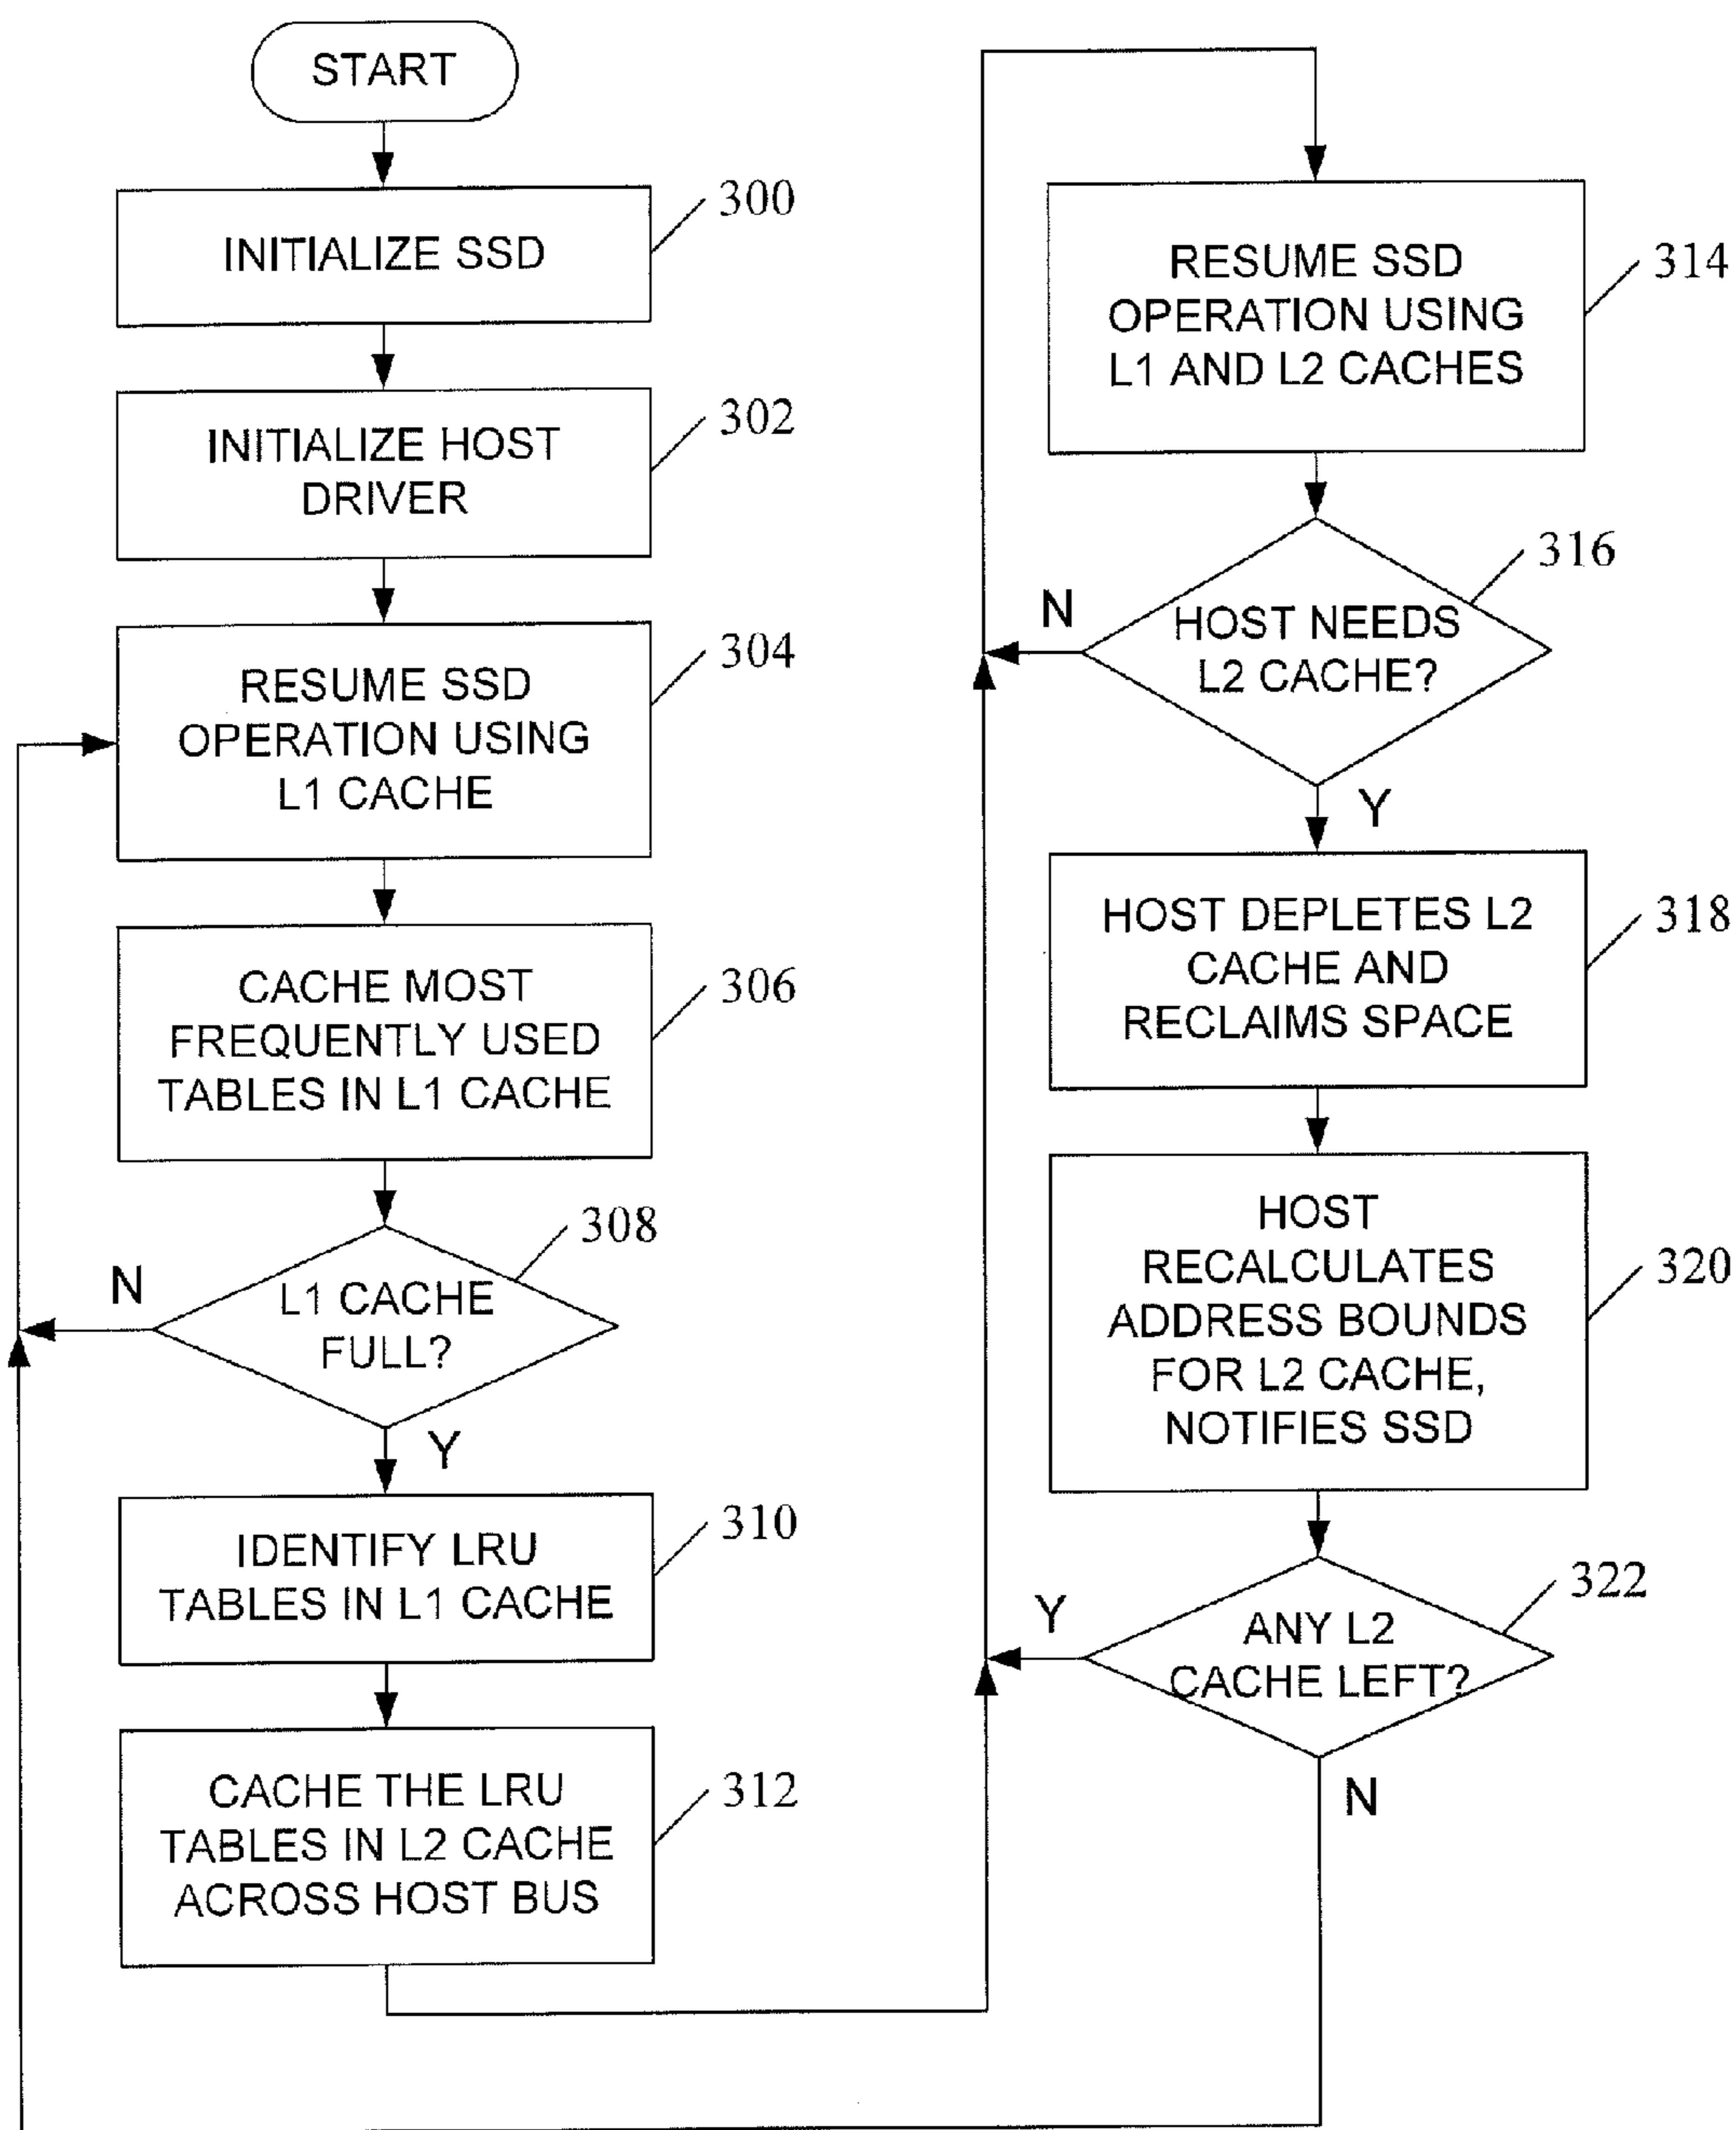 START
INITIALIZE SSD
300
INITIALIZE HOST
DRIVER
302
RESUME SSD
OPERATION USING
L1 CACHE
304
CACHE MOST
FREQUENTLY USED
TABLES IN L1 CACHE
306
L1 CACHE
FULL?
308
N
Y
IDENTIFY LRU
TABLES IN L1 CACHE
310
CACHE THE LRU
TABLES IN L2 CACHE
ACROSS HOST BUS
312
RESUME SSD
OPERATION USING
L1 AND L2 CACHES
314
HOST NEEDS
L2 CACHE?
316
N
Y
HOST DEPLETES L2
CACHE AND
RECLAIMS SPACE
318
HOST
RECALCULATES
ADDRESS BOUNDS
FOR L2 CACHE,
NOTIFIES SSD
320
ANY L2
CACHE LEFT?
322
Y
N